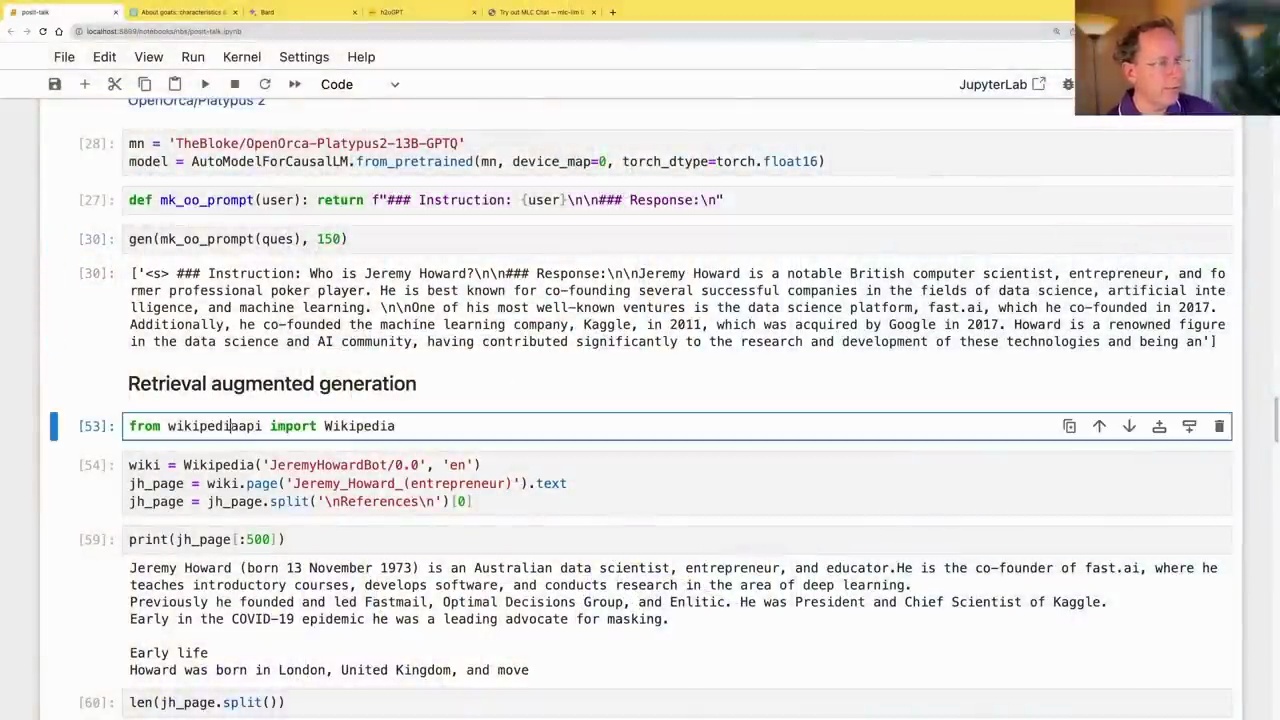 posit-talk
About goats: characteristics
Bard
h2oGPT
Try out MLC Chat — mlc-llm
localhost:8899/notebooks/nbs/posit-talk.ipynb
File Edit View Run Kernel Settings Help
Code
JupyterLab
OpenOrca/Platypus 2
[28]:
mn = 'TheBloke/OpenOrca-Platypus2-13B-GPTQ'
model = AutoModelForCausalLM.from_pretrained(mn, device_map=0, torch_dtype=torch.float16)
[27]:
def mk_oo_prompt(user): return f"### Instruction: {user}\n\n### Response:\n"
[30]:
gen(mk_oo_prompt(ques), 150)
[30]:
['<s> ### Instruction: Who is Jeremy Howard?\n\n### Response:\n\nJeremy Howard is a notable British computer scientist, entrepreneur, and fo
rmer professional poker player. He is best known for co-founding several successful companies in the fields of data science, artificial inte
lligence, and machine learning. \n\nOne of his most well-known ventures is the data science platform, fast.ai, which he co-founded in 2017.
Additionally, he co-founded the machine learning company, Kaggle, in 2011, which was acquired by Google in 2017. Howard is a renowned figure
in the data science and AI community, having contributed significantly to the research and development of these technologies and being an']
Retrieval augmented generation
[53]:
from wikipediaapi import Wikipedia
[54]:
wiki = Wikipedia('JeremyHowardBot/0.0', 'en')
jh_page = wiki.page('Jeremy_Howard_(entrepreneur)').text
jh_page = jh_page.split('\nReferences\n')[0]
[59]:
print(jh_page[:500])
Jeremy Howard (born 13 November 1973) is an Australian data scientist, entrepreneur, and educator.He is the co-founder of fast.ai, where he
teaches introductory courses, develops software, and conducts research in the area of deep learning.
Previously he founded and led Fastmail, Optimal Decisions Group, and Enlitic. He was President and Chief Scientist of Kaggle.
Early in the COVID-19 epidemic he was a leading advocate for masking.
Early life
Howard was born in London, United Kingdom, and move
[60]:
len(jh_page.split())